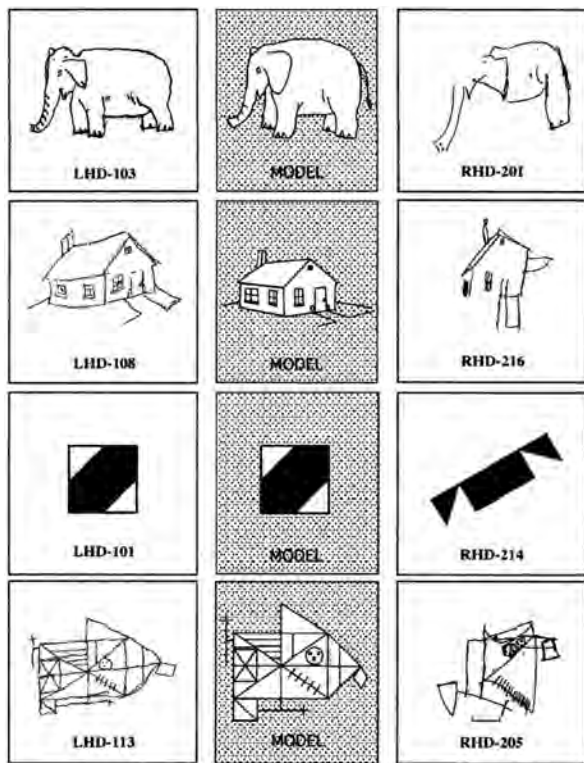 LHD-103
MODEL
RHD-201
LHD-108
MODEL
RHD-216
LHD-101
MODEL
RHD-214
LHD-113
MODEL
RHD-205